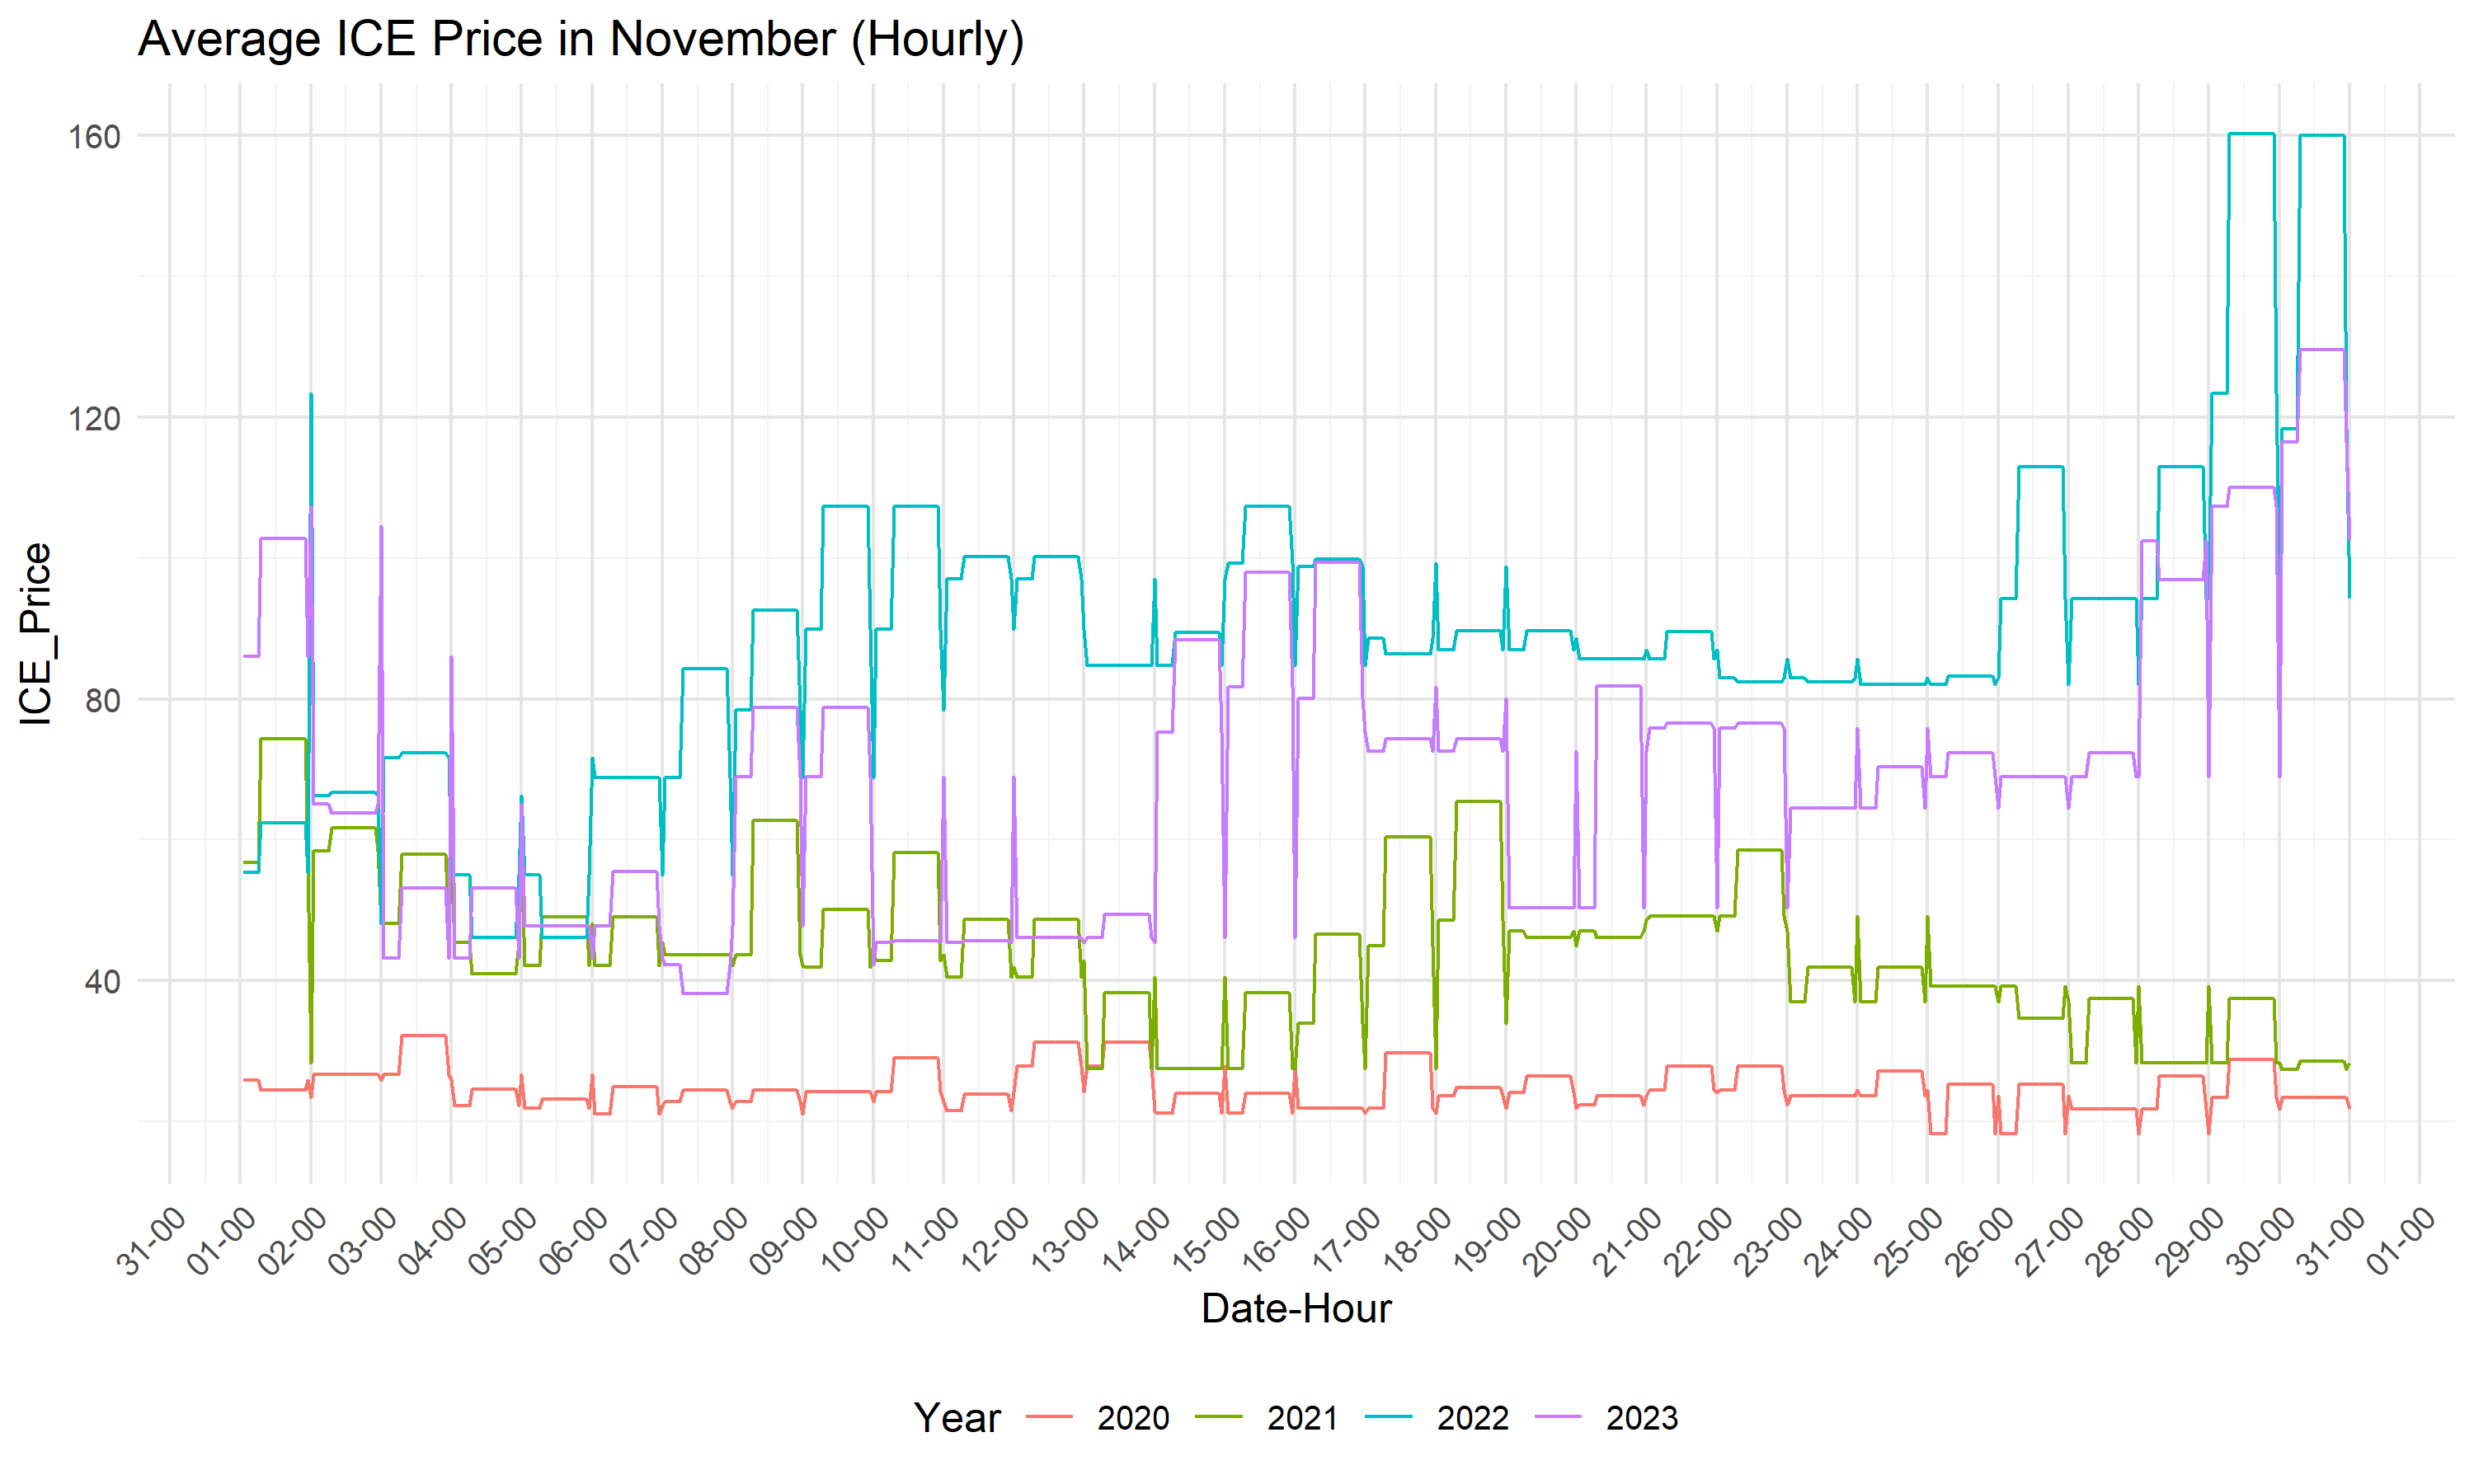 Average ICE Price in November (Hourly)
160
120
80
40
ICE_Price
31-00 01-00 02-00 03-00 04-00 05-00 06-00 07-00 08-00 09-00 10-00 11-00 12-00 13-00 14-00 15-00 16-00 17-00 18-00 19-00 20-00 21-00 22-00 23-00 24-00 25-00 26-00 27-00 28-00 29-00 30-00 31-00 01-00
Date-Hour
Year 2020 2021 2022 2023